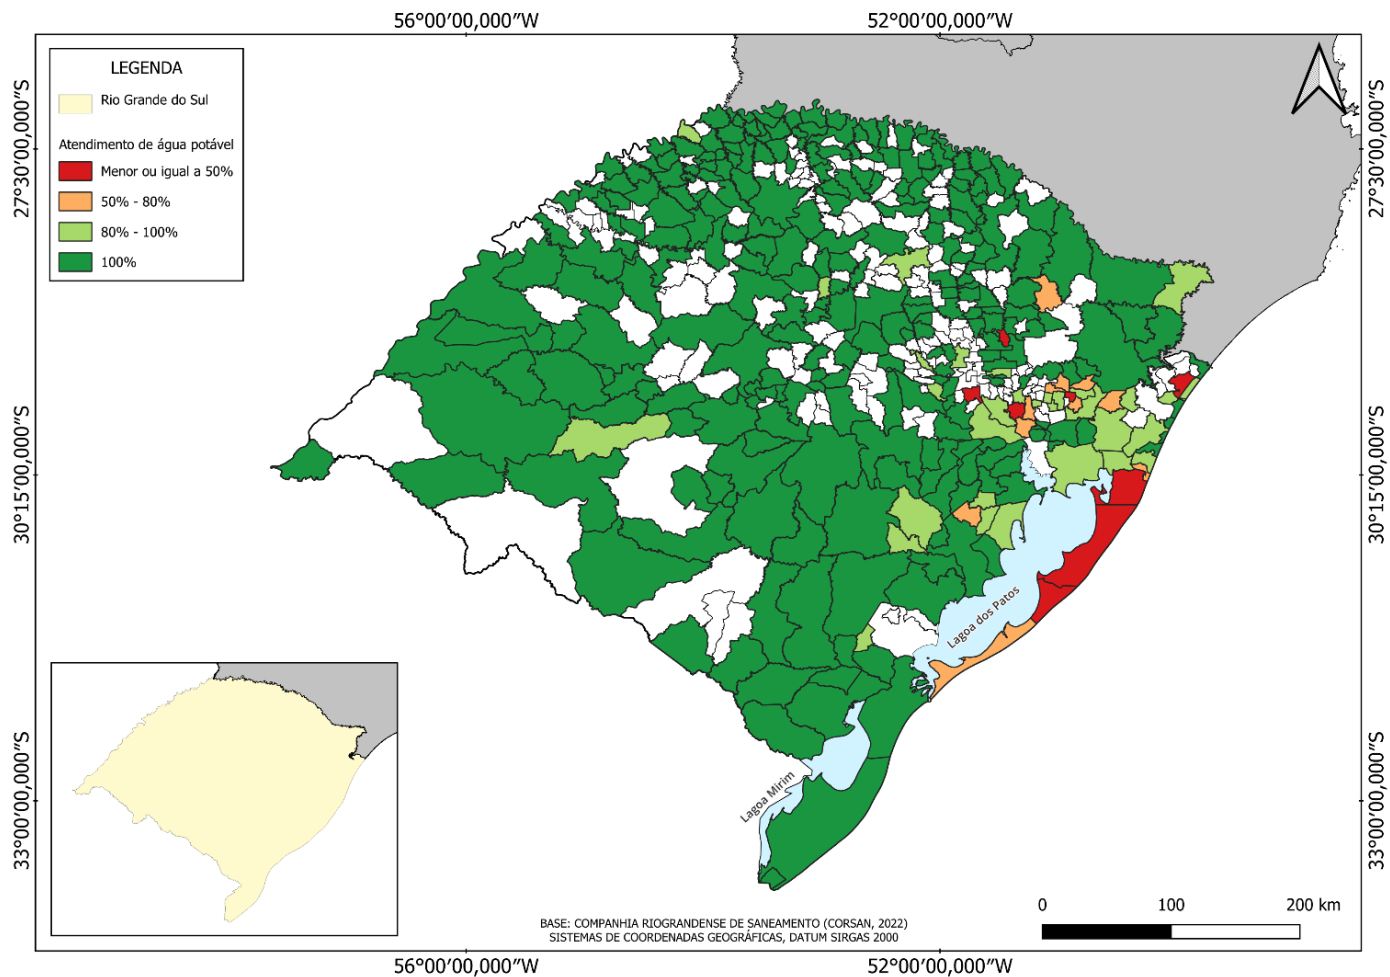 56°00′00,000″W
52°00′00,000″W
LEGENDA
Rio Grande do Sul
Atendimento de água potável
Menor ou igual a 50%
50% - 80%
80% - 100%
100%
27°30′00,000″S
27°30′00,000″S
30°15′00,000″S
30°15′00,000″S
Lagoa dos Patos
Lagoa Mirim
33°00′00,000″S
33°00′00,000″S
0 100 200 km
BASE: COMPANHIA RIOGRANDENSE DE SANEAMENTO (CORSAN, 2022)
SISTEMAS DE COORDENADAS GEOGRÁFICAS, DATUM SIRGAS 2000
56°00′00,000″W
52°00′00,000″W